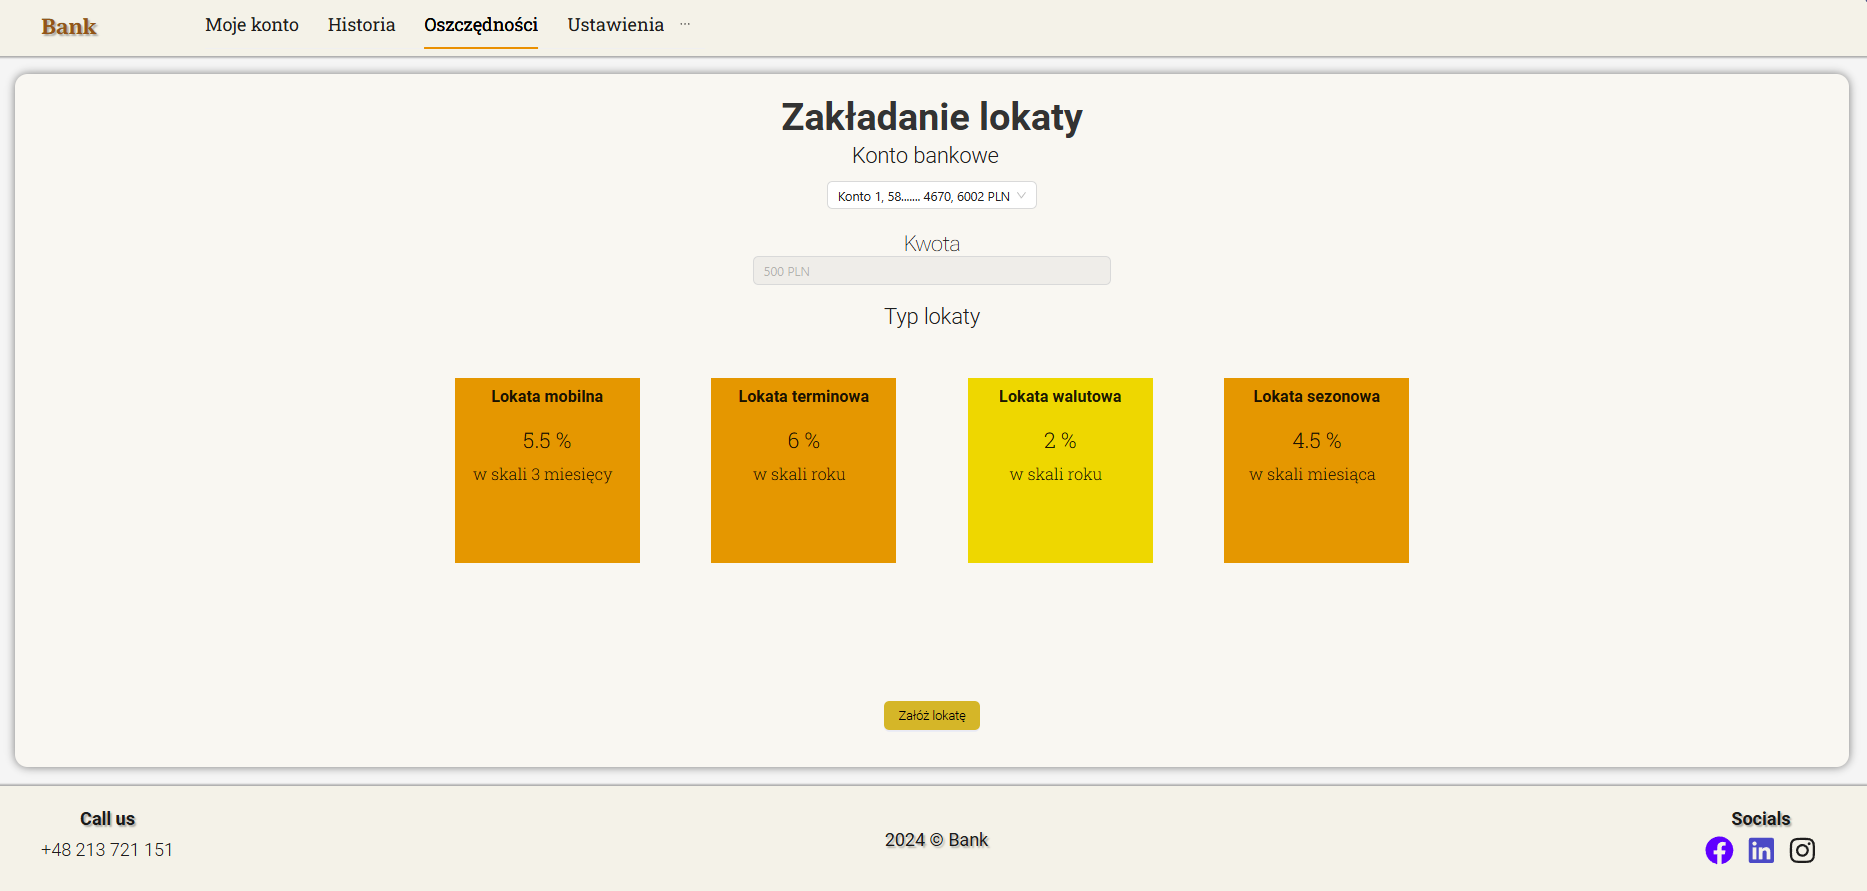 Bank
Moje konto Historia Oszczędności Ustawienia ...
Zakładanie lokaty
Konto bankowe
Konto 1, 58....... 4670, 6002 PLN
Kwota
500 PLN
Typ lokaty
Lokata mobilna
5.5 %
w skali 3 miesięcy
Lokata terminowa
6 %
w skali roku
Lokata walutowa
2 %
w skali roku
Lokata sezonowa
4.5 %
w skali miesiąca
Załóż lokatę
Call us
+48 213 721 151
2024 © Bank
Socials